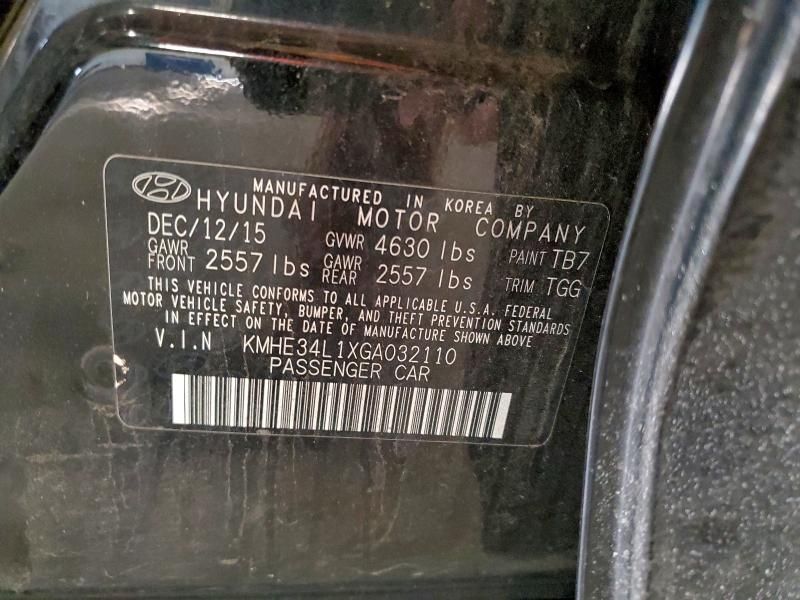 MANUFACTURED IN KOREA BY
HYUNDAI MOTOR COMPANY
DEC/12/15 GVWR 4630 lbs PAINT TB7
GAWR FRONT 2557 lbs GAWR REAR 2557 lbs TRIM TGG
THIS VEHICLE CONFORMS TO ALL APPLICABLE U.S.A. FEDERAL
MOTOR VEHICLE SAFETY, BUMPER, AND THEFT PREVENTION STANDARDS
IN EFFECT ON THE DATE OF MANUFACTURE SHOWN ABOVE
V.I.N KMHE34L1XGA032110
PASSENGER CAR